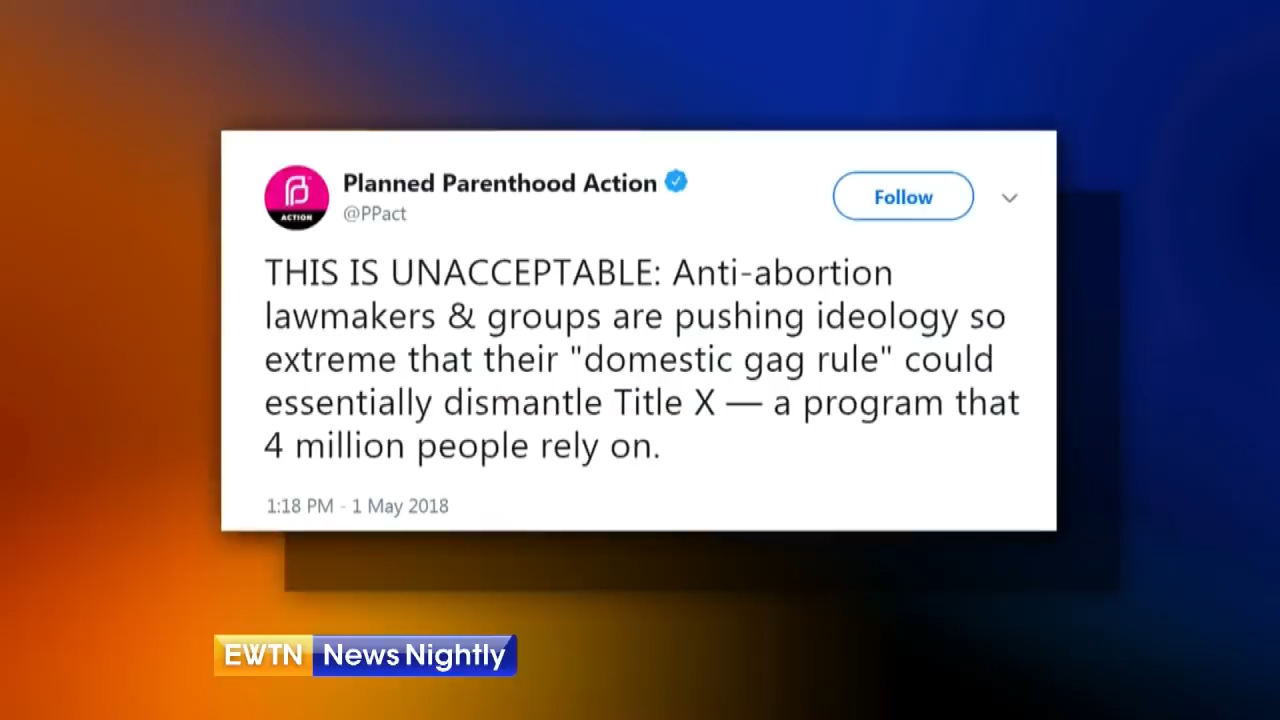 Planned Parenthood Action
@PPact
Follow
ACTION
THIS IS UNACCEPTABLE: Anti-abortion
lawmakers & groups are pushing ideology so
extreme that their "domestic gag rule" could
essentially dismantle Title X — a program that
4 million people rely on.
1:18 PM - 1 May 2018
EWTN News Nightly